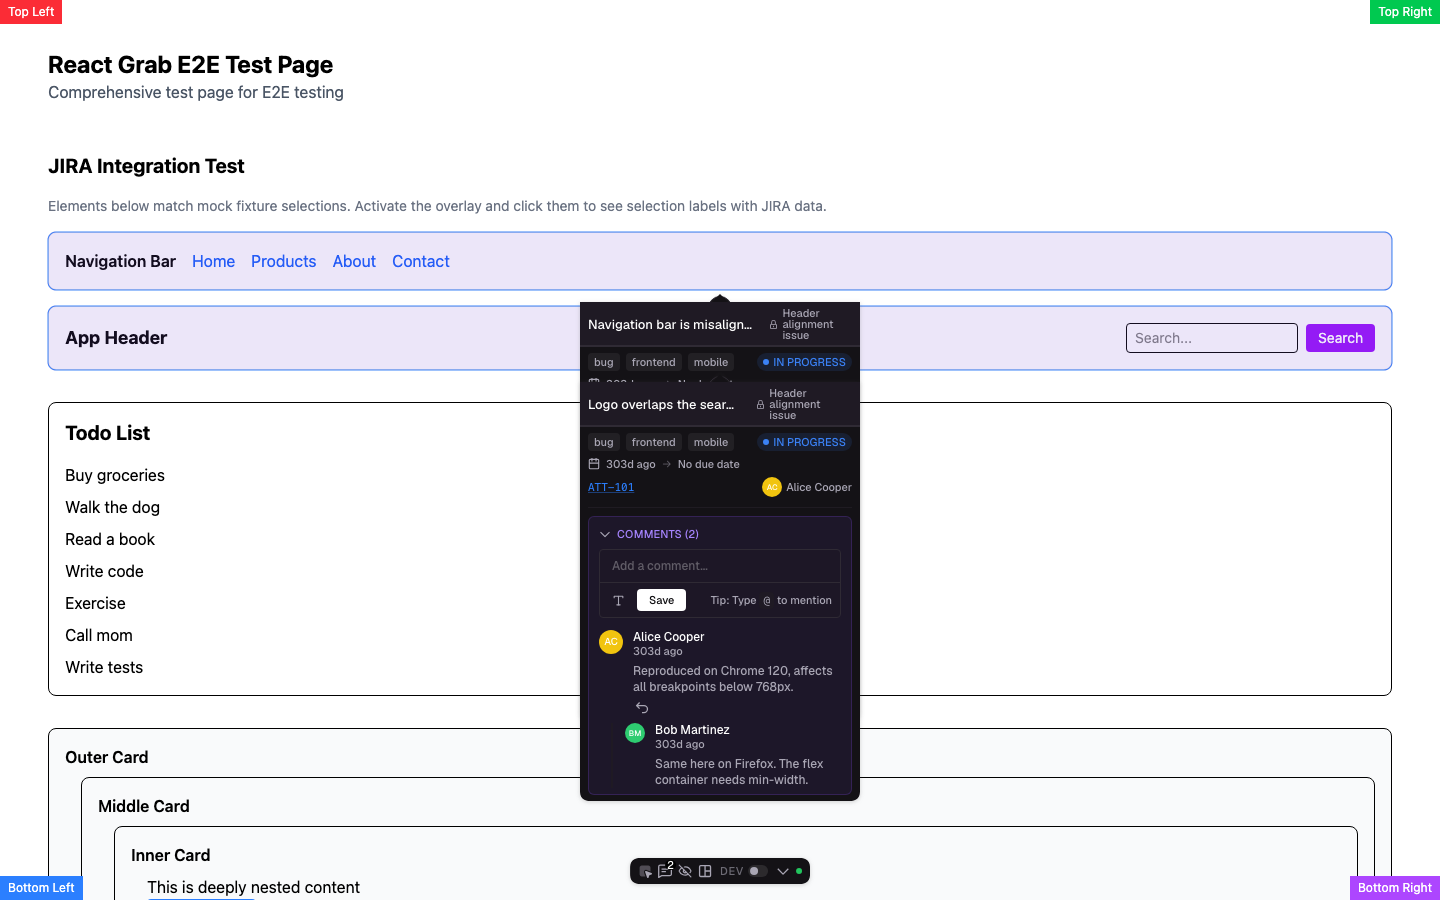 Top Left
Top Right
React Grab E2E Test Page
Comprehensive test page for E2E testing
JIRA Integration Test
Elements below match mock fixture selections. Activate the overlay and click them to see selection labels with JIRA data.
Navigation Bar Home Products About Contact
App Header
Search...
Search
Navigation bar is misalign...
Header
alignment
issue
bug frontend mobile
IN PROGRESS
Logo overlaps the sear...
Header
alignment
issue
bug frontend mobile
IN PROGRESS
303d ago → No due date
ATT-101
AC Alice Cooper
COMMENTS (2)
Add a comment...
T Save Tip: Type @ to mention
AC Alice Cooper
303d ago
Reproduced on Chrome 120, affects
all breakpoints below 768px.
BM Bob Martinez
303d ago
Same here on Firefox. The flex
container needs min-width.
Todo List
Buy groceries
Walk the dog
Read a book
Write code
Exercise
Call mom
Write tests
Outer Card
Middle Card
Inner Card
This is deeply nested content
2
DEV
Bottom Left
Bottom Right